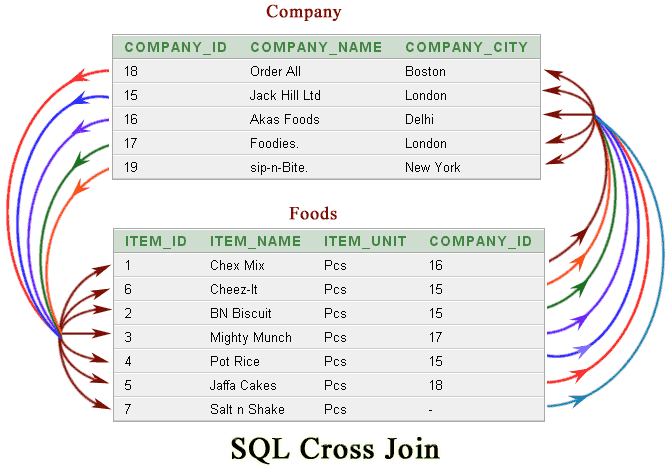 Company
COMPANY_ID COMPANY_NAME COMPANY_CITY
18 Order All Boston
15 Jack Hill Ltd London
16 Akas Foods Delhi
17 Foodies. London
19 sip-n-Bite. New York
Foods
ITEM_ID ITEM_NAME ITEM_UNIT COMPANY_ID
1 Chex Mix Pcs 16
6 Cheez-It Pcs 15
2 BN Biscuit Pcs 15
3 Mighty Munch Pcs 17
4 Pot Rice Pcs 15
5 Jaffa Cakes Pcs 18
7 Salt n Shake Pcs -
SQL Cross Join